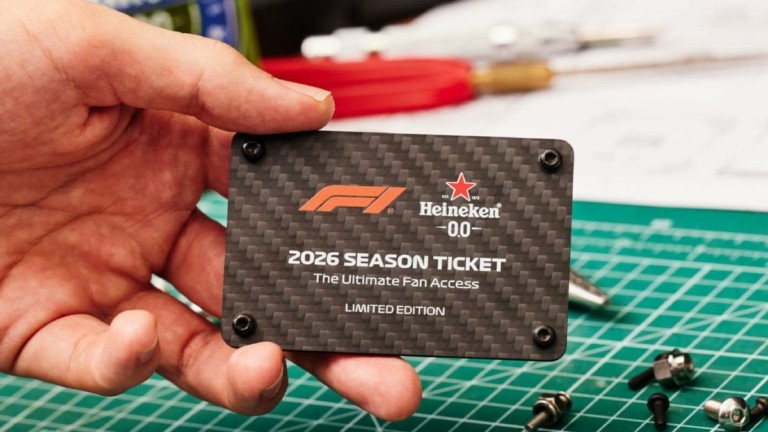 F1
Heineken
0.0
2026 SEASON TICKET
The Ultimate Fan Access
LIMITED EDITION